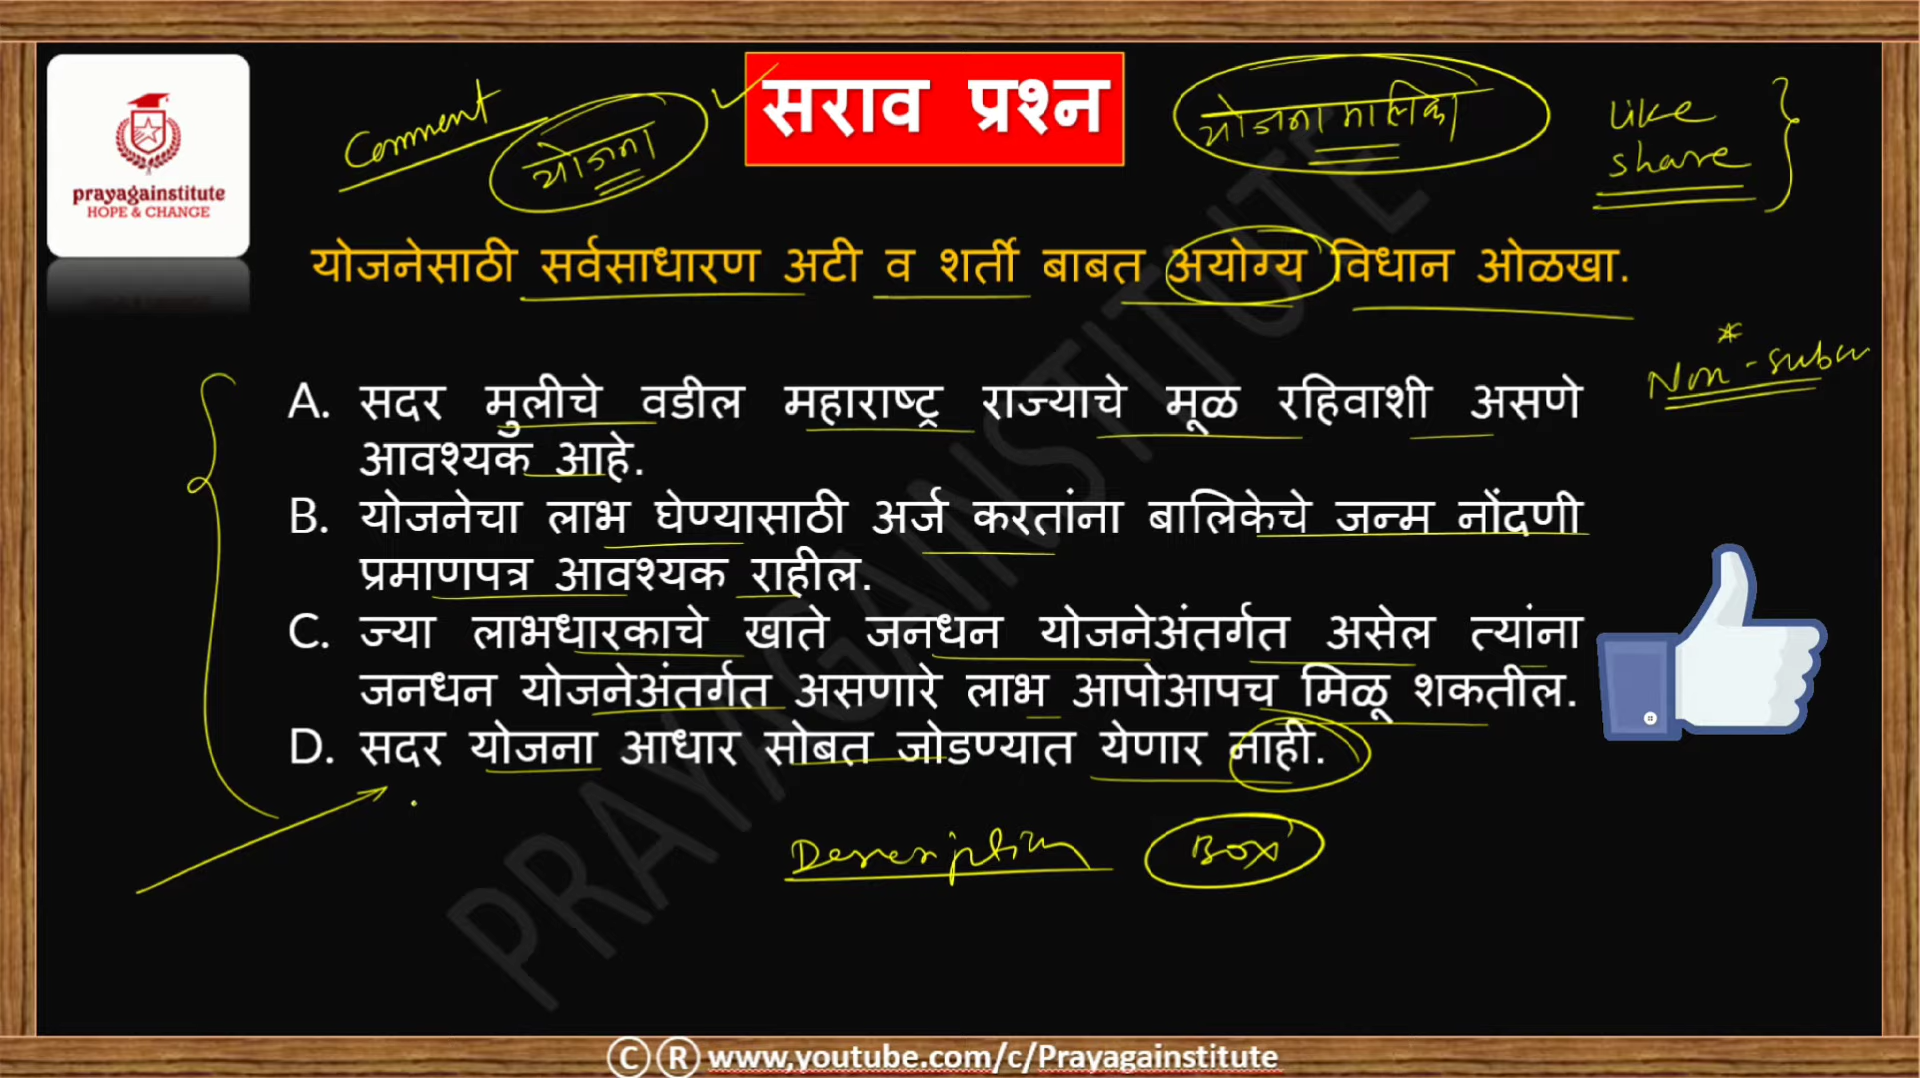 Comment
योजना
सराव प्रश्न
योजना मालिका
Like
share
prayagainstitute
HOPE & CHANGE
योजनेसाठी सर्वसाधारण अटी व शर्ती बाबत अयोग्य विधान ओळखा.
Non-
A. सदर मुलीचे वडील महाराष्ट्र राज्याचे मूळ रहिवाशी असणे
आवश्यक आहे.
B. योजनेचा लाभ घेण्यासाठी अर्ज करतांना बालिकेचे जन्म नोंदणी
प्रमाणपत्र आवश्यक राहील.
C. ज्या लाभधारकाचे खाते जनधन योजनेअंतर्गत असेल त्यांना
जनधन योजनेअंतर्गत असणारे लाभ आपोआपच मिळू शकतील.
D. सदर योजना आधार सोबत जोडण्यात येणार नाही.
Description Box
PRAYAGAINSTITUTE
©® www.youtube.com/c/Prayagainstitute